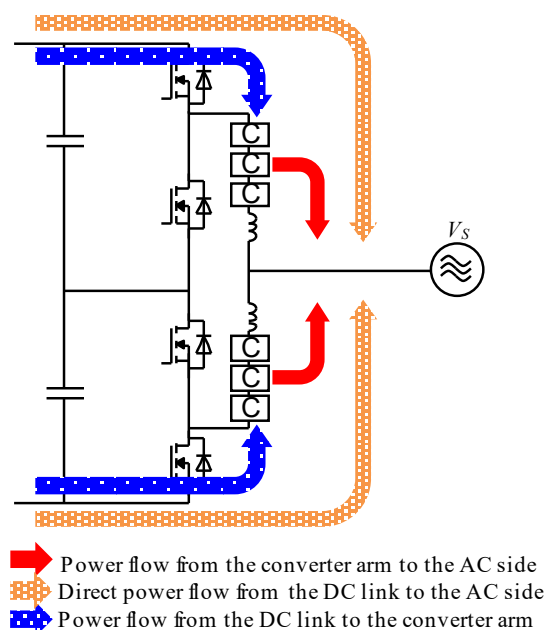 C
C
C
V_S
C
C
C
Power flow from the converter arm to the AC side
Direct power flow from the DC link to the AC side
Power flow from the DC link to the converter arm